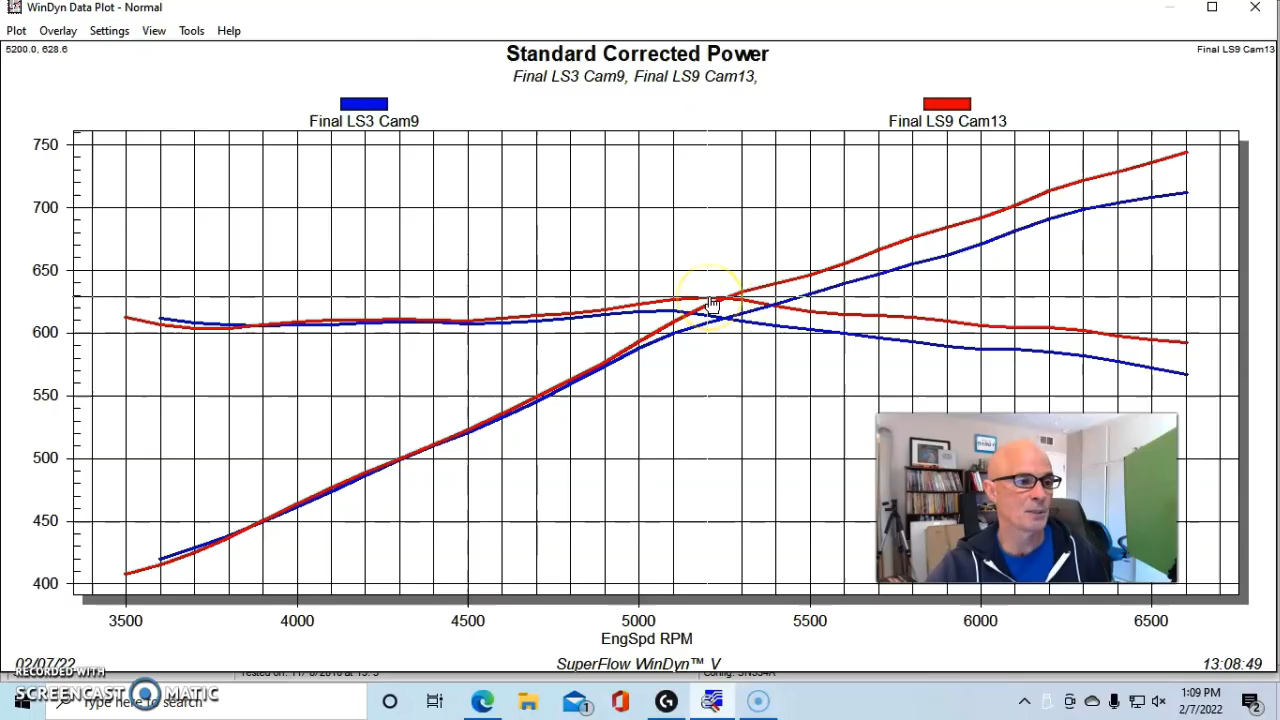 WinDyn Data Plot - Normal
Plot Overlay Settings View Tools Help
5200.0, 628.6
Final LS9 Cam13
Standard Corrected Power
Final LS3 Cam9, Final LS9 Cam13,
Final LS3 Cam9
Final LS9 Cam13
750
700
650
600
550
500
450
400
3500 4000 4500 5000 5500 6000 6500
EngSpd RPM
02/07/22
SuperFlow WinDyn™ V
13:08:49
RECORDED WITH
SCREENCAST MATIC
Type here to search
1
1:09 PM
2/7/2022
2